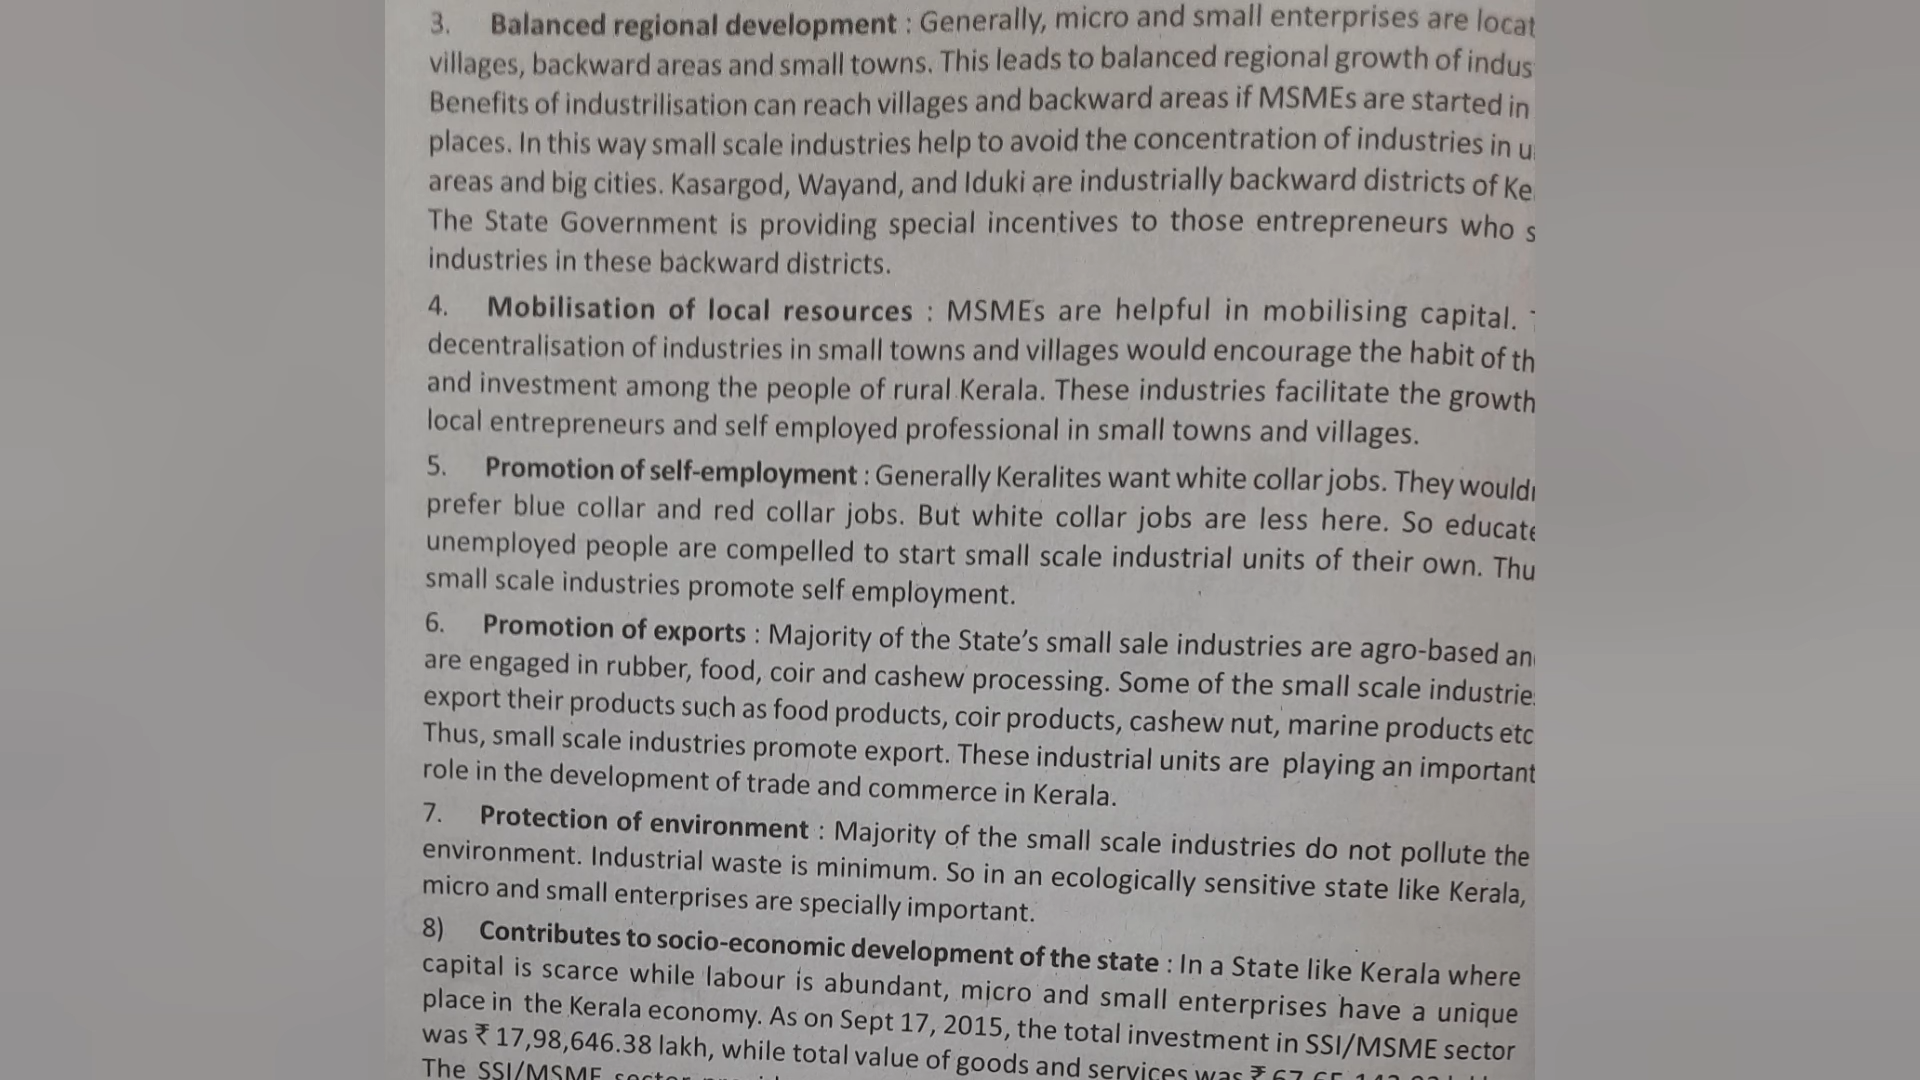 3. Balanced regional development : Generally, micro and small enterprises are locat
villages, backward areas and small towns. This leads to balanced regional growth of indus
Benefits of industrilisation can reach villages and backward areas if MSMEs are started in
places. In this way small scale industries help to avoid the concentration of industries in u
areas and big cities. Kasargod, Wayand, and Iduki are industrially backward districts of Ke
The State Government is providing special incentives to those entrepreneurs who s
industries in these backward districts.
4. Mobilisation of local resources : MSMEs are helpful in mobilising capital.
decentralisation of industries in small towns and villages would encourage the habit of th
and investment among the people of rural Kerala. These industries facilitate the growth
local entrepreneurs and self employed professional in small towns and villages.
5. Promotion of self-employment : Generally Keralites want white collar jobs. They would
prefer blue collar and red collar jobs. But white collar jobs are less here. So educate
unemployed people are compelled to start small scale industrial units of their own. Thu
small scale industries promote self employment.
6. Promotion of exports : Majority of the State's small sale industries are agro-based an
are engaged in rubber, food, coir and cashew processing. Some of the small scale industrie
export their products such as food products, coir products, cashew nut, marine products etc
Thus, small scale industries promote export. These industrial units are playing an important
role in the development of trade and commerce in Kerala.
7. Protection of environment : Majority of the small scale industries do not pollute the
environment. Industrial waste is minimum. So in an ecologically sensitive state like Kerala,
micro and small enterprises are specially important.
8) Contributes to socio-economic development of the state : In a State like Kerala where
capital is scarce while labour is abundant, micro and small enterprises have a unique
place in the Kerala economy. As on Sept 17, 2015, the total investment in SSI/MSME sector
was ₹ 17,98,646.38 lakh, while total value of goods and services was ₹
The SSI/MSME sector